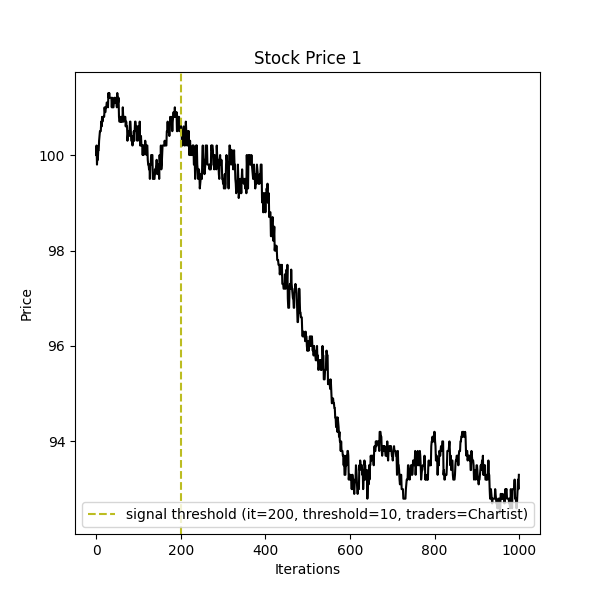 Stock Price 1
Price
100
98
96
94
signal threshold (it=200, threshold=10, traders=Chartist)
0 200 400 600 800 1000
Iterations